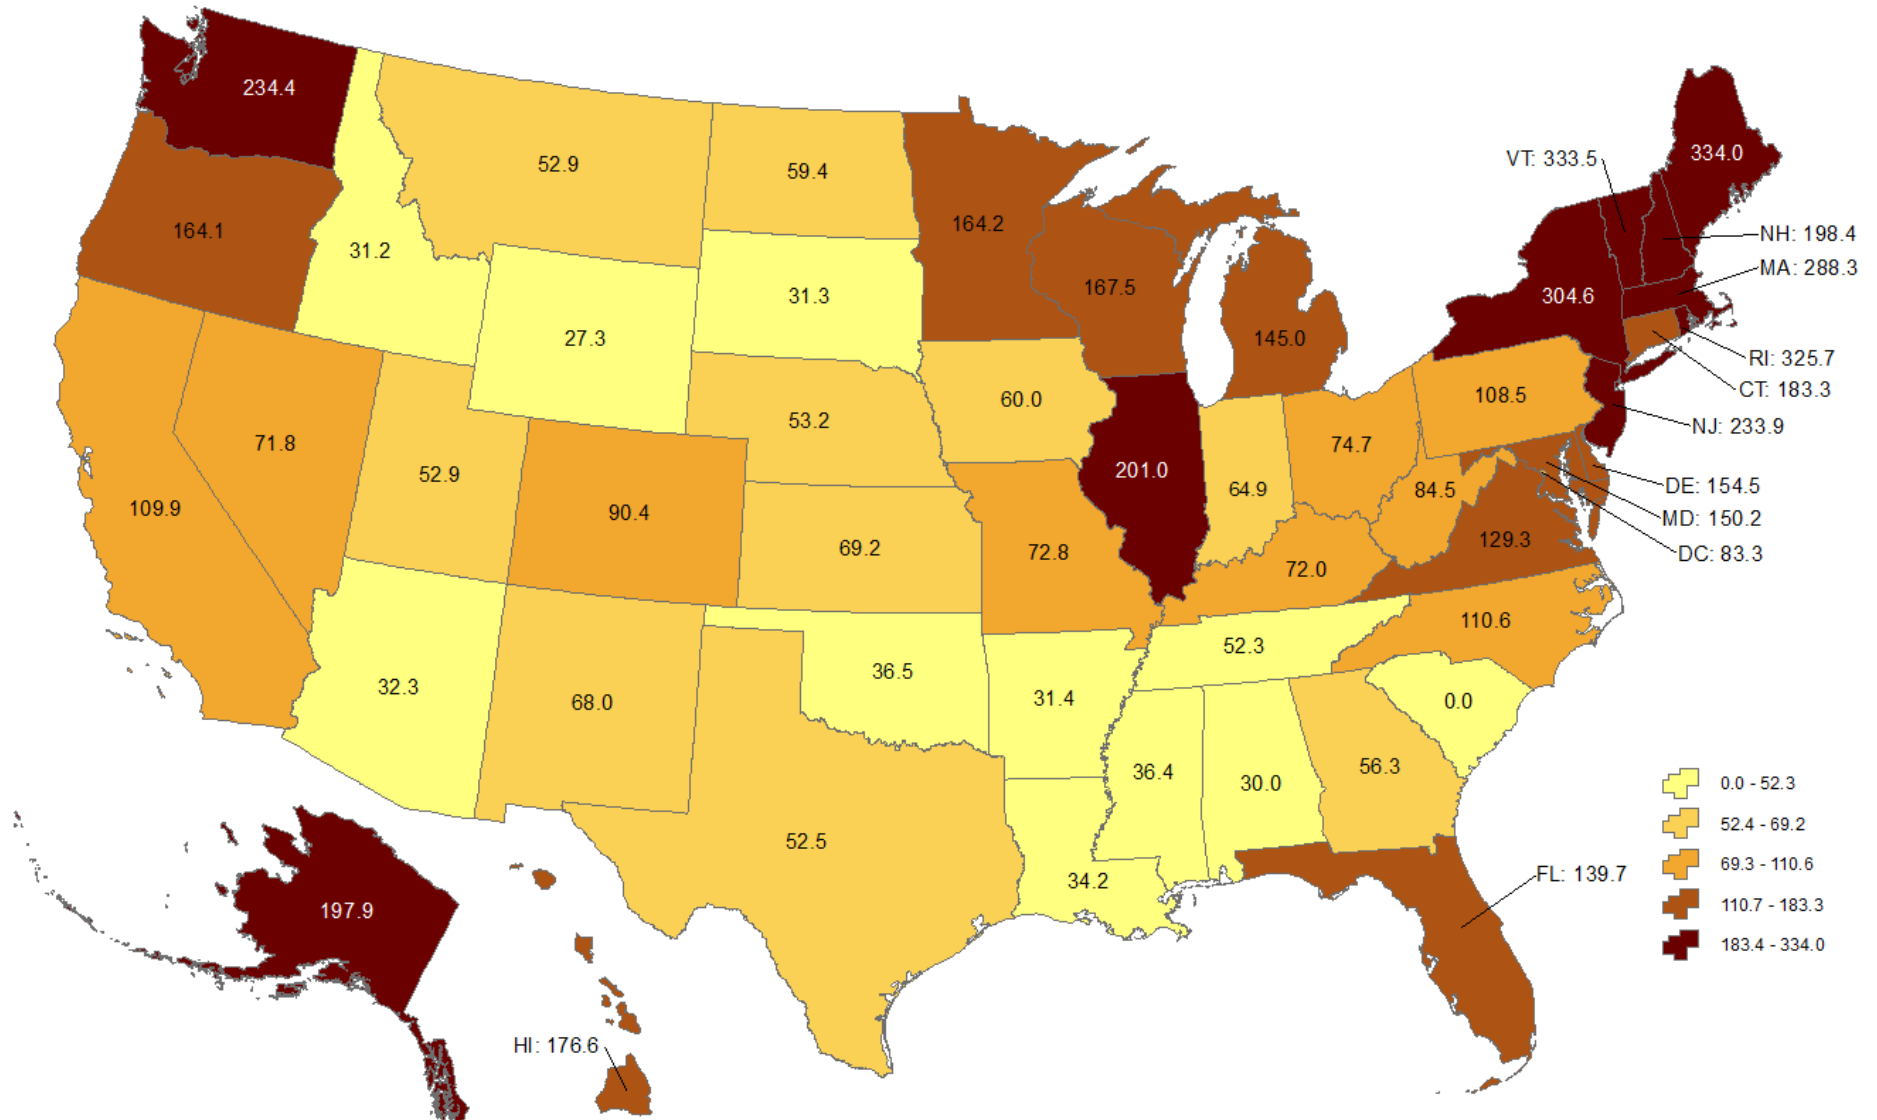 234.4
334.0
VT: 333.5
52.9
59.4
164.2
164.1
NH: 198.4
31.2
MA: 288.3
167.5
31.3
304.6
27.3
145.0
RI: 325.7
CT: 183.3
60.0
108.5
53.2
NJ: 233.9
71.8
74.7
52.9
201.0
64.9
84.5
DE: 154.5
109.9
90.4
MD: 150.2
129.3
69.2
72.8
DC: 83.3
72.0
110.6
52.3
36.5
32.3
68.0
31.4
0.0
56.3
36.4
30.0
0.0 - 52.3
52.4 - 69.2
52.5
69.3 - 110.6
34.2
FL: 139.7
197.9
110.7 - 183.3
183.4 - 334.0
HI: 176.6